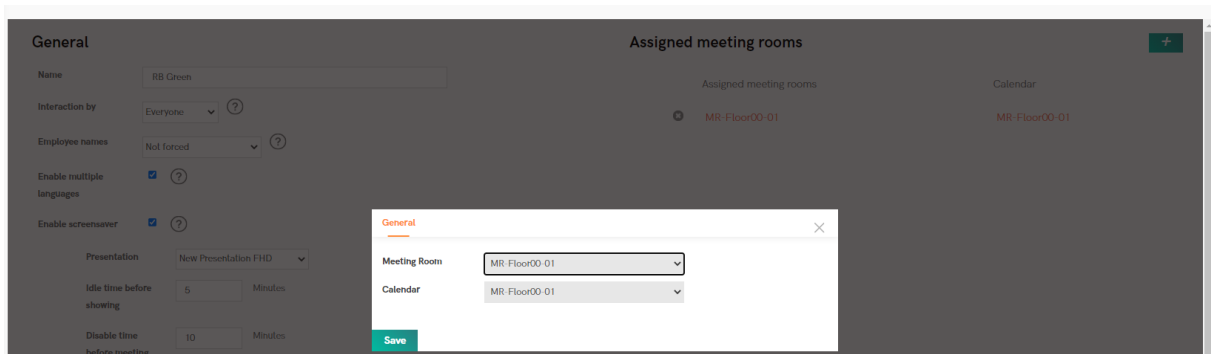 General
Assigned meeting rooms
+
Name RB Green
Assigned meeting rooms Calendar
Interaction by Everyone ?
MR-Floor00-01 MR-Floor00-01
Employee names Not forced ?
Enable multiple
languages
?
Enable screensaver ?
Presentation New Presentation FHD
Idle time before
showing
5 Minutes
Disable time
before meeting
10 Minutes
General
Meeting Room MR-Floor00-01
Calendar MR-Floor00-01
Save